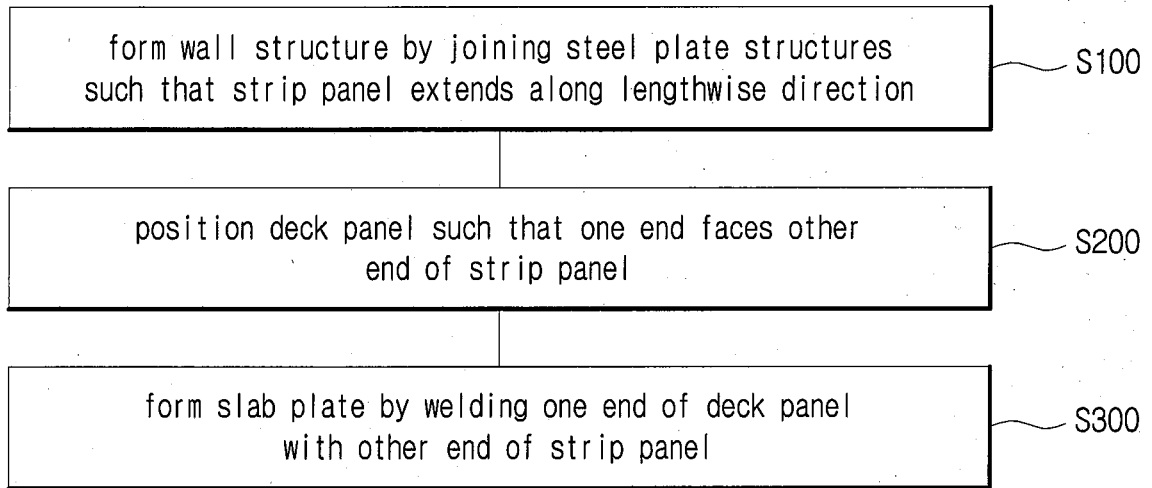 form wall structure by joining steel plate structures
such that strip panel extends along lengthwise direction
S100
position deck panel such that one end faces other
end of strip panel
S200
form slab plate by welding one end of deck panel
with other end of strip panel
S300